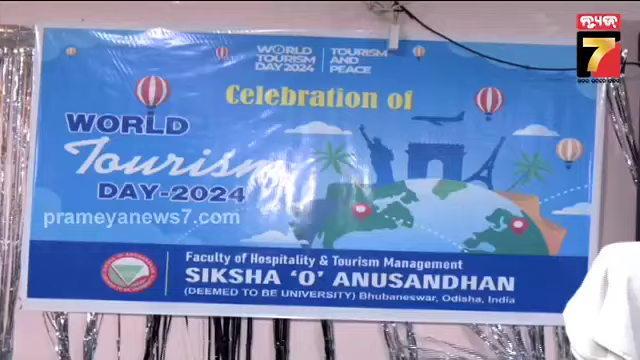 ନ୍ୟୁଜ୍
7
WORLD TOURISM DAY 2024 | TOURISM AND PEACE
Celebration of
WORLD
Tourism
DAY-2024
prameyanews7.com
Faculty of Hospitality & Tourism Management
SIKSHA 'O' ANUSANDHAN
(DEEMED TO BE UNIVERSITY) Bhubaneswar, Odisha, India